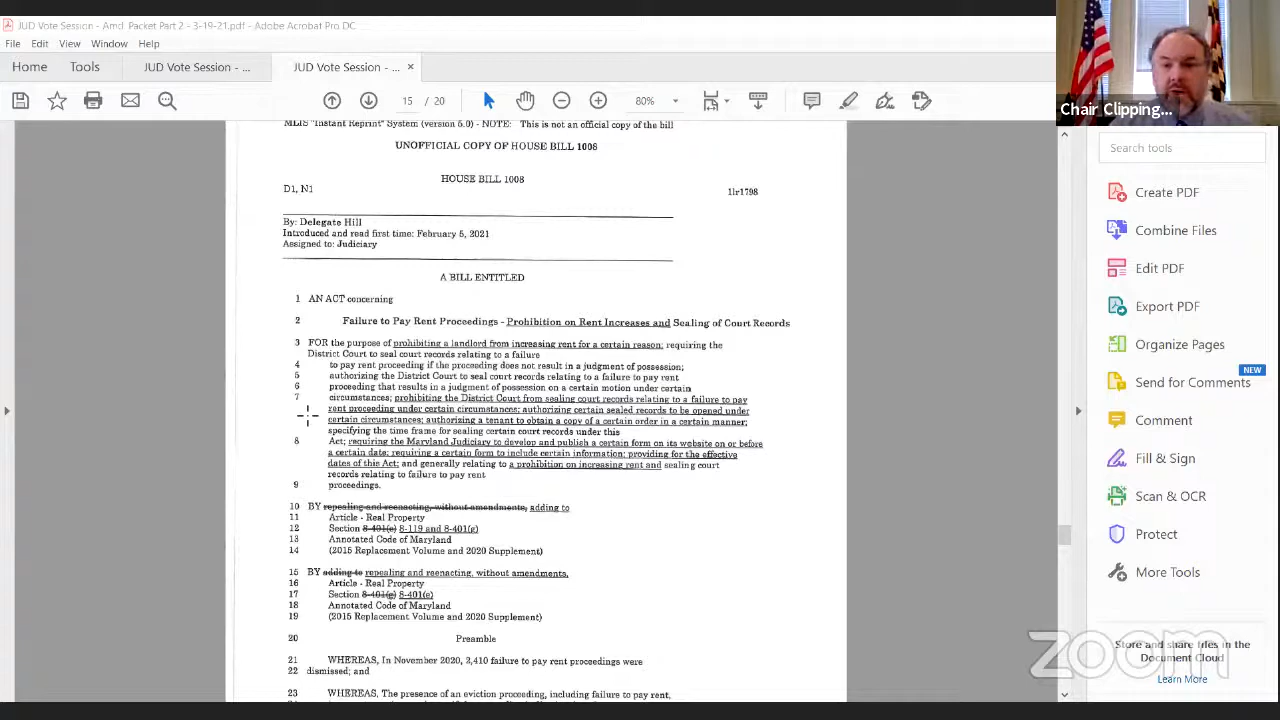 JUD Vote Session - Amd Packet Part 2 - 3-19-21.pdf - Adobe Acrobat Pro DC
File Edit View Window Help
Home Tools JUD Vote Session - ... JUD Vote Session - ... ×
15 / 20 80%
Chair Clipping...
MLIS "Instant Reprint" System (version 5.0) - NOTE: This is not an official copy of the bill
UNOFFICIAL COPY OF HOUSE BILL 1008
HOUSE BILL 1008
D1, N1 1lr1798
By: Delegate Hill
Introduced and read first time: February 5, 2021
Assigned to: Judiciary
A BILL ENTITLED
1 AN ACT concerning
2 Failure to Pay Rent Proceedings - Prohibition on Rent Increases and Sealing of Court Records
3 FOR the purpose of prohibiting a landlord from increasing rent for a certain reason; requiring the
District Court to seal court records relating to a failure
4 to pay rent proceeding if the proceeding does not result in a judgment of possession;
5 authorizing the District Court to seal court records relating to a failure to pay rent
6 proceeding that results in a judgment of possession on a certain motion under certain
7 circumstances; prohibiting the District Court from sealing court records relating to a failure to pay
rent proceeding under certain circumstances; authorizing certain sealed records to be opened under
certain circumstances; authorizing a tenant to obtain a copy of a certain order in a certain manner;
specifying the time frame for sealing certain court records under this
8 Act; requiring the Maryland Judiciary to develop and publish a certain form on its website on or before
a certain date; requiring a certain form to include certain information; providing for the effective
dates of this Act; and generally relating to a prohibition on increasing rent and sealing court
records relating to failure to pay rent
9 proceedings.
10 BY repealing and reenacting, without amendments, adding to
11 Article - Real Property
12 Section 8-401(e) 8-119 and 8-401(g)
13 Annotated Code of Maryland
14 (2015 Replacement Volume and 2020 Supplement)
15 BY adding to repealing and reenacting, without amendments,
16 Article - Real Property
17 Section 8-401(g) 8-401(e)
18 Annotated Code of Maryland
19 (2015 Replacement Volume and 2020 Supplement)
20 Preamble
21 WHEREAS, In November 2020, 2,410 failure to pay rent proceedings were
22 dismissed; and
23 WHEREAS, The presence of an eviction proceeding, including failure to pay rent,
Search tools
Create PDF
Combine Files
Edit PDF
Export PDF
Organize Pages
NEW
Send for Comments
Comment
Fill & Sign
Scan & OCR
Protect
More Tools
Store and share files in the
Document Cloud
Learn More
zoom